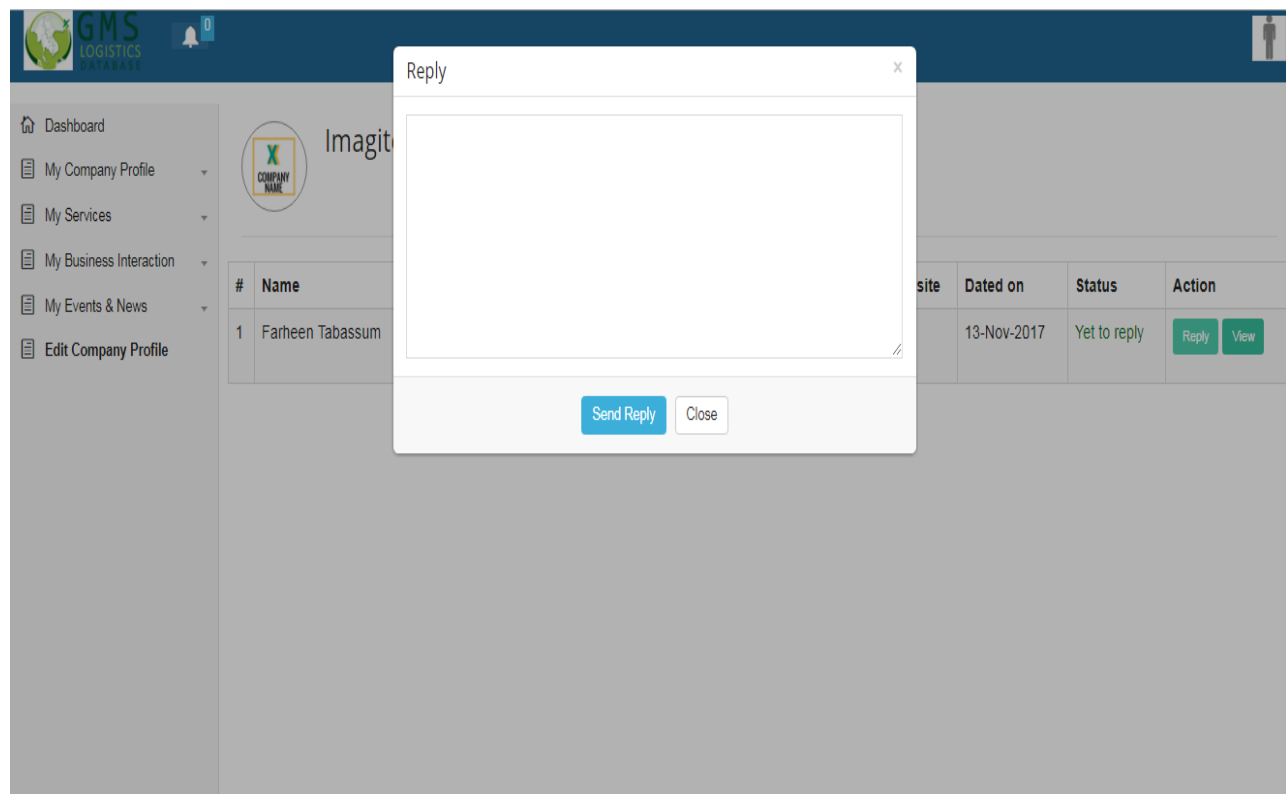 GMS
LOGISTICS
DATABASE
0
Reply
×
Dashboard
My Company Profile
My Services
My Business Interaction
My Events & News
Edit Company Profile
X
COMPANY
NAME
Imagit
# Name site Dated on Status Action
1 Farheen Tabassum 13-Nov-2017 Yet to reply Reply View
Send Reply Close